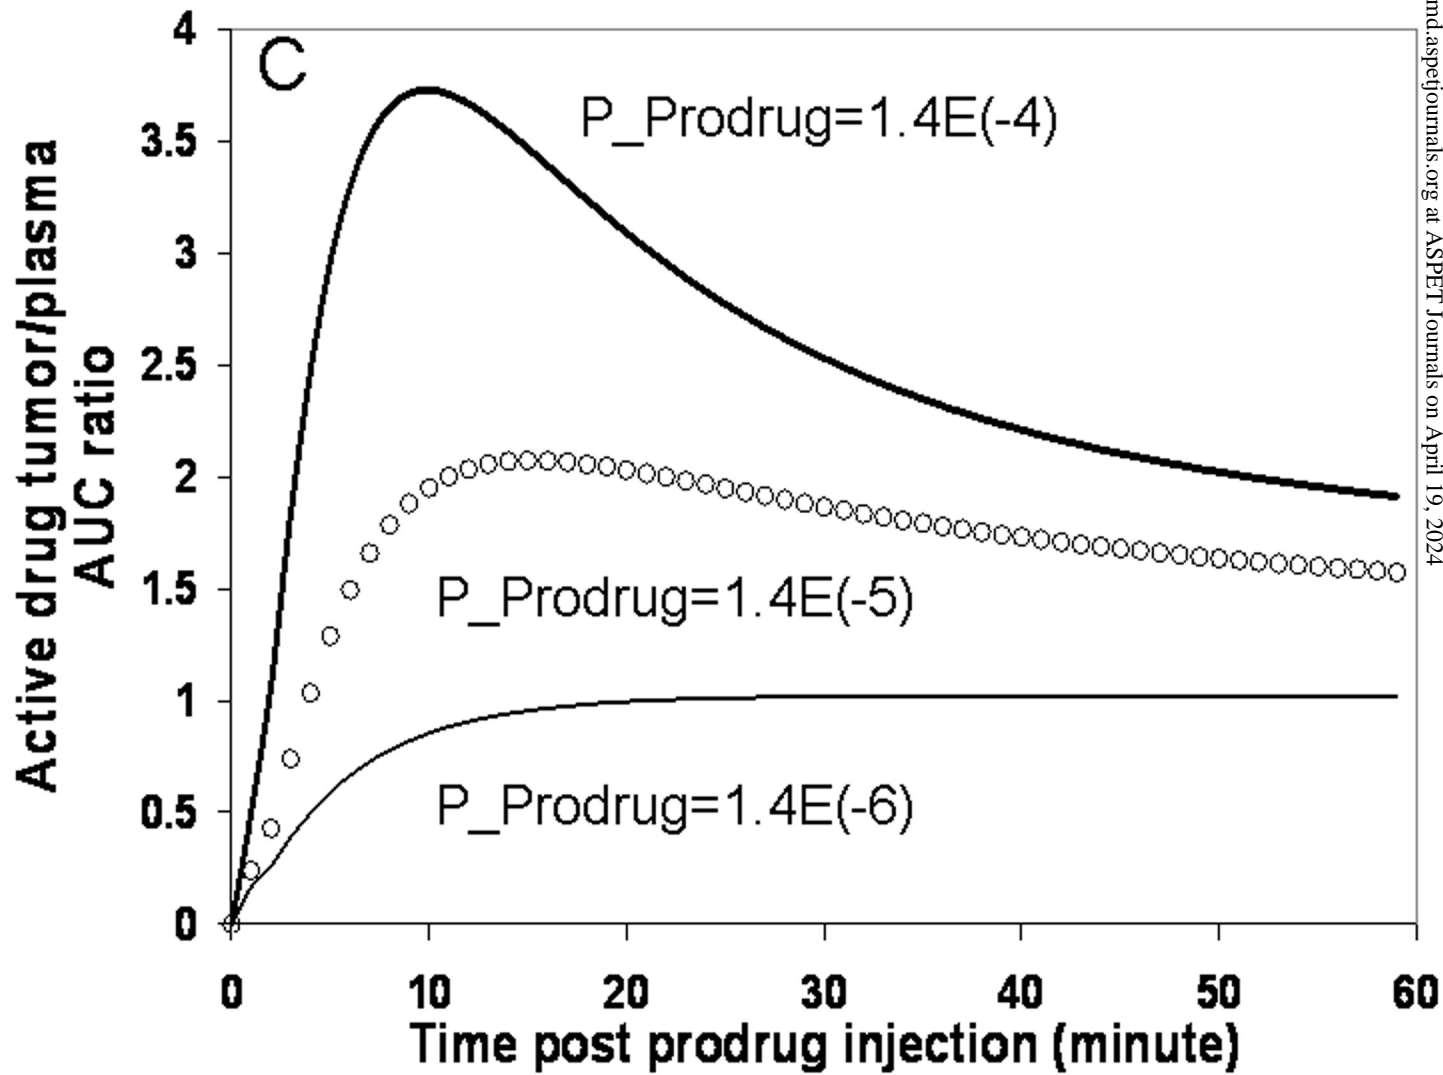 C
4
3.5
3
2.5
2
1.5
1
0.5
0
Active drug tumor/plasma
AUC ratio
P_Prodrug=1.4E(-4)
P_Prodrug=1.4E(-5)
P_Prodrug=1.4E(-6)
0 10 20 30 40 50 60
Time post prodrug injection (minute)
md.aspetjournals.org at ASPET Journals on April 19, 2024